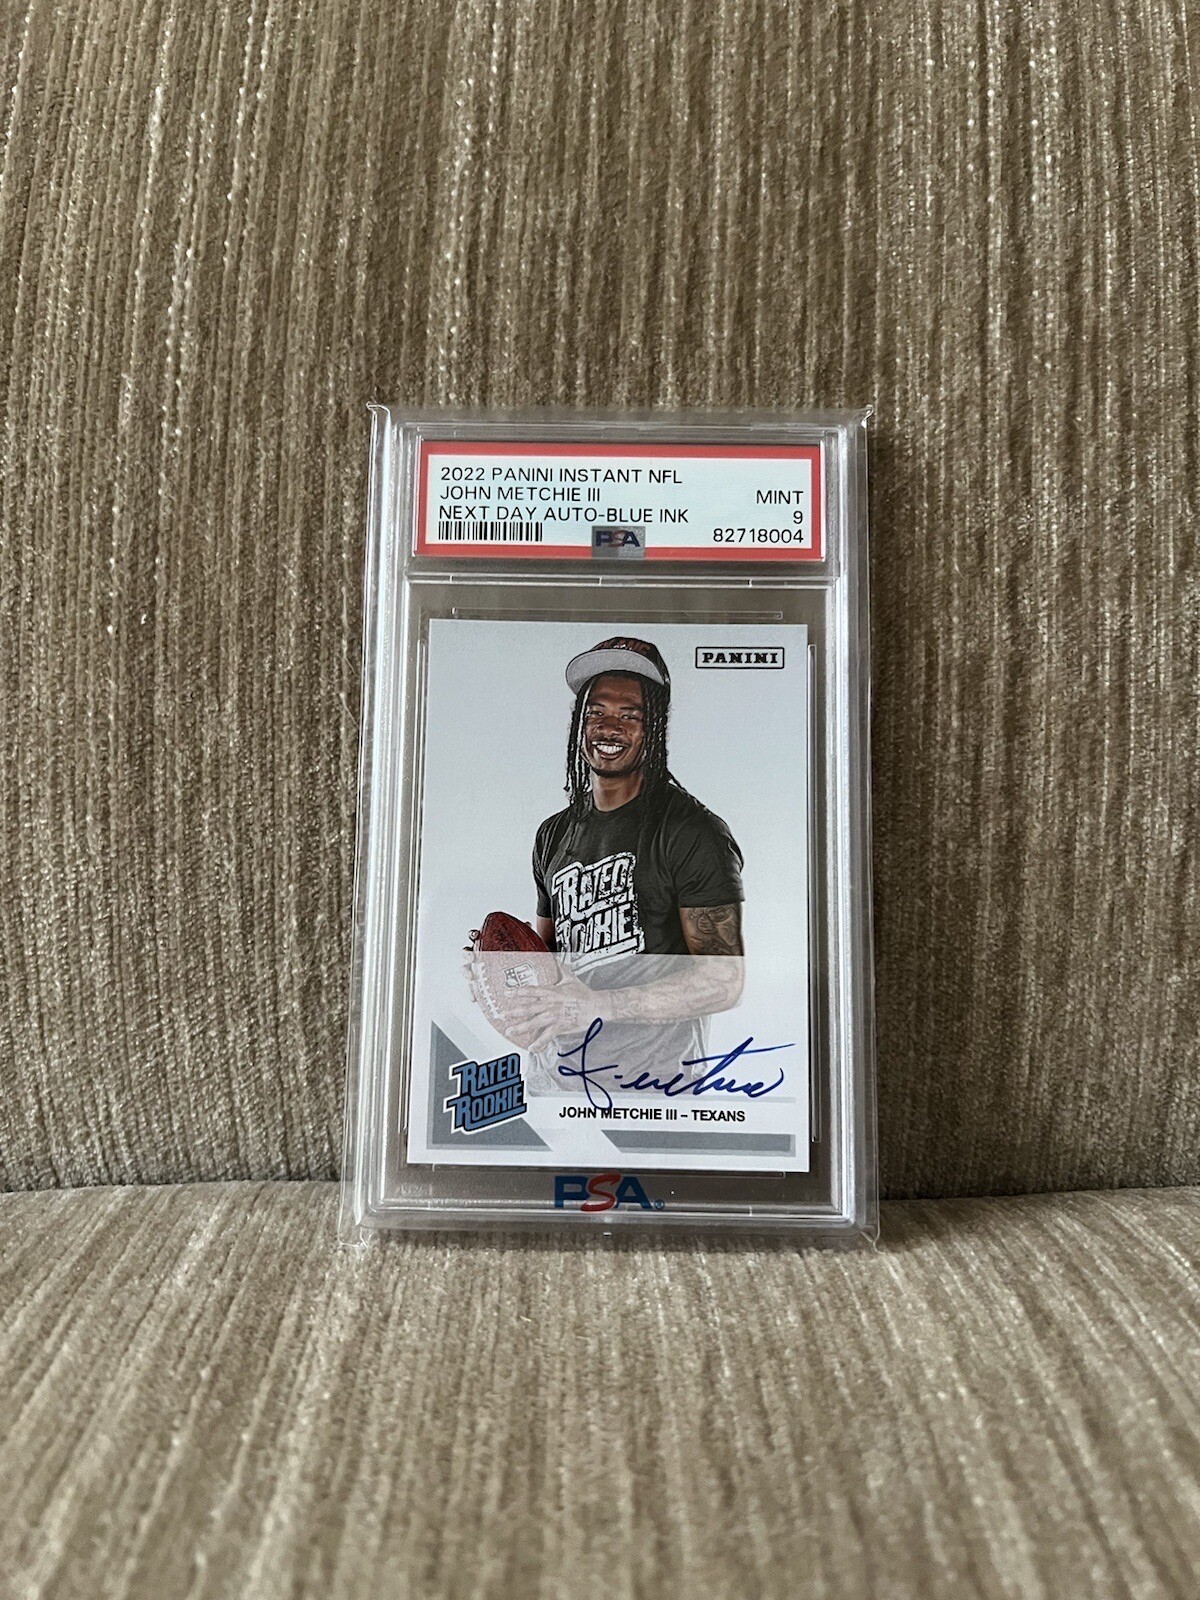 2022 PANINI INSTANT NFL
JOHN METCHIE III
NEXT DAY AUTO-BLUE INK
MINT
9
82718004
PSA
PANINI
RATED
ROOKIE
RATED
ROOKIE
JOHN METCHIE III – TEXANS
PSA